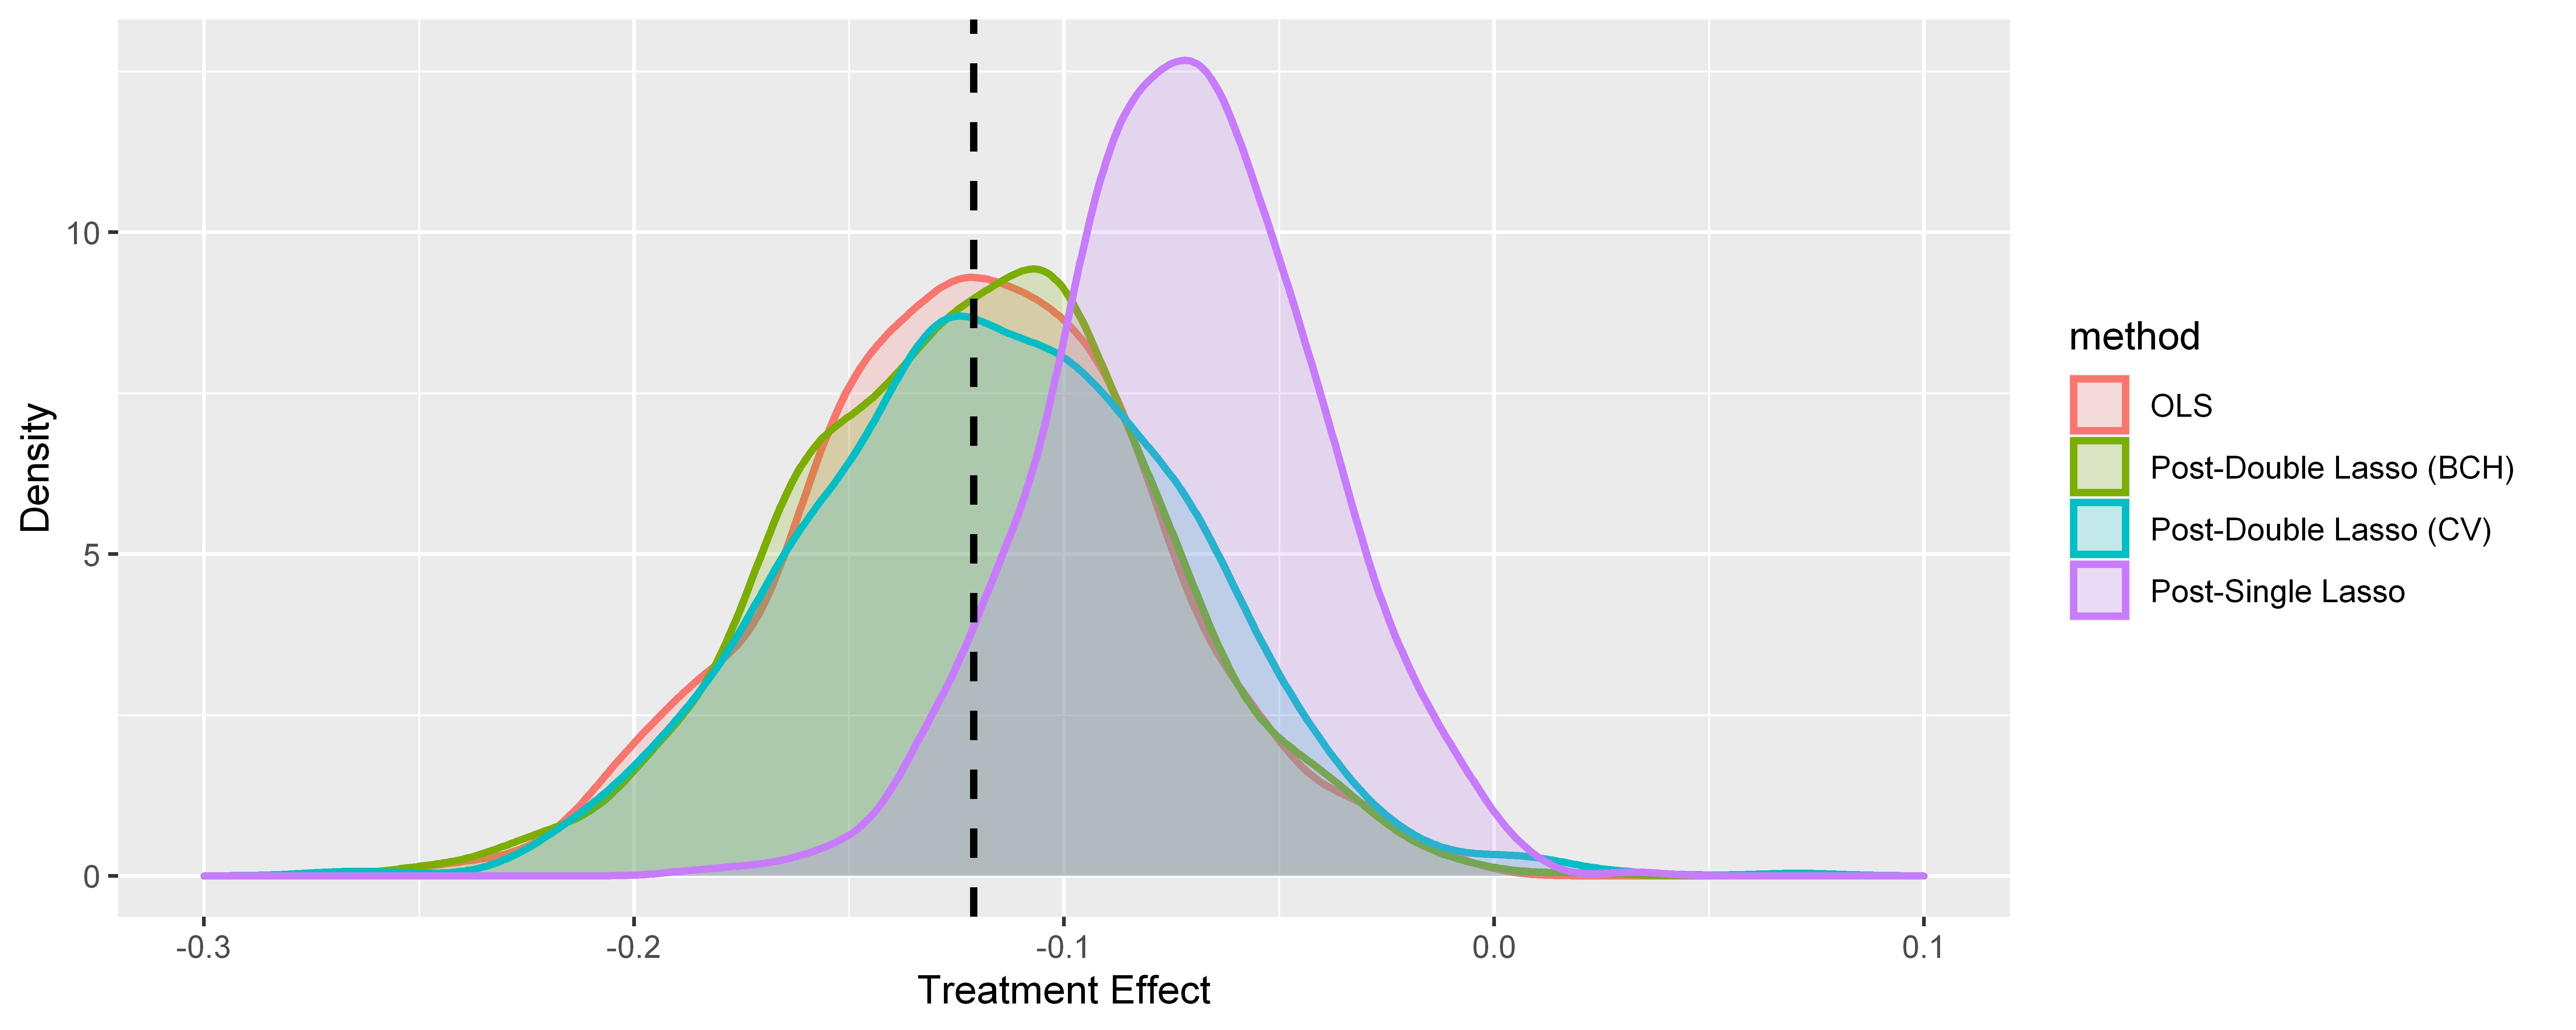 Density
10
5
0
-0.3
-0.2
-0.1
0.0
0.1
Treatment Effect
method
OLS
Post-Double Lasso (BCH)
Post-Double Lasso (CV)
Post-Single Lasso